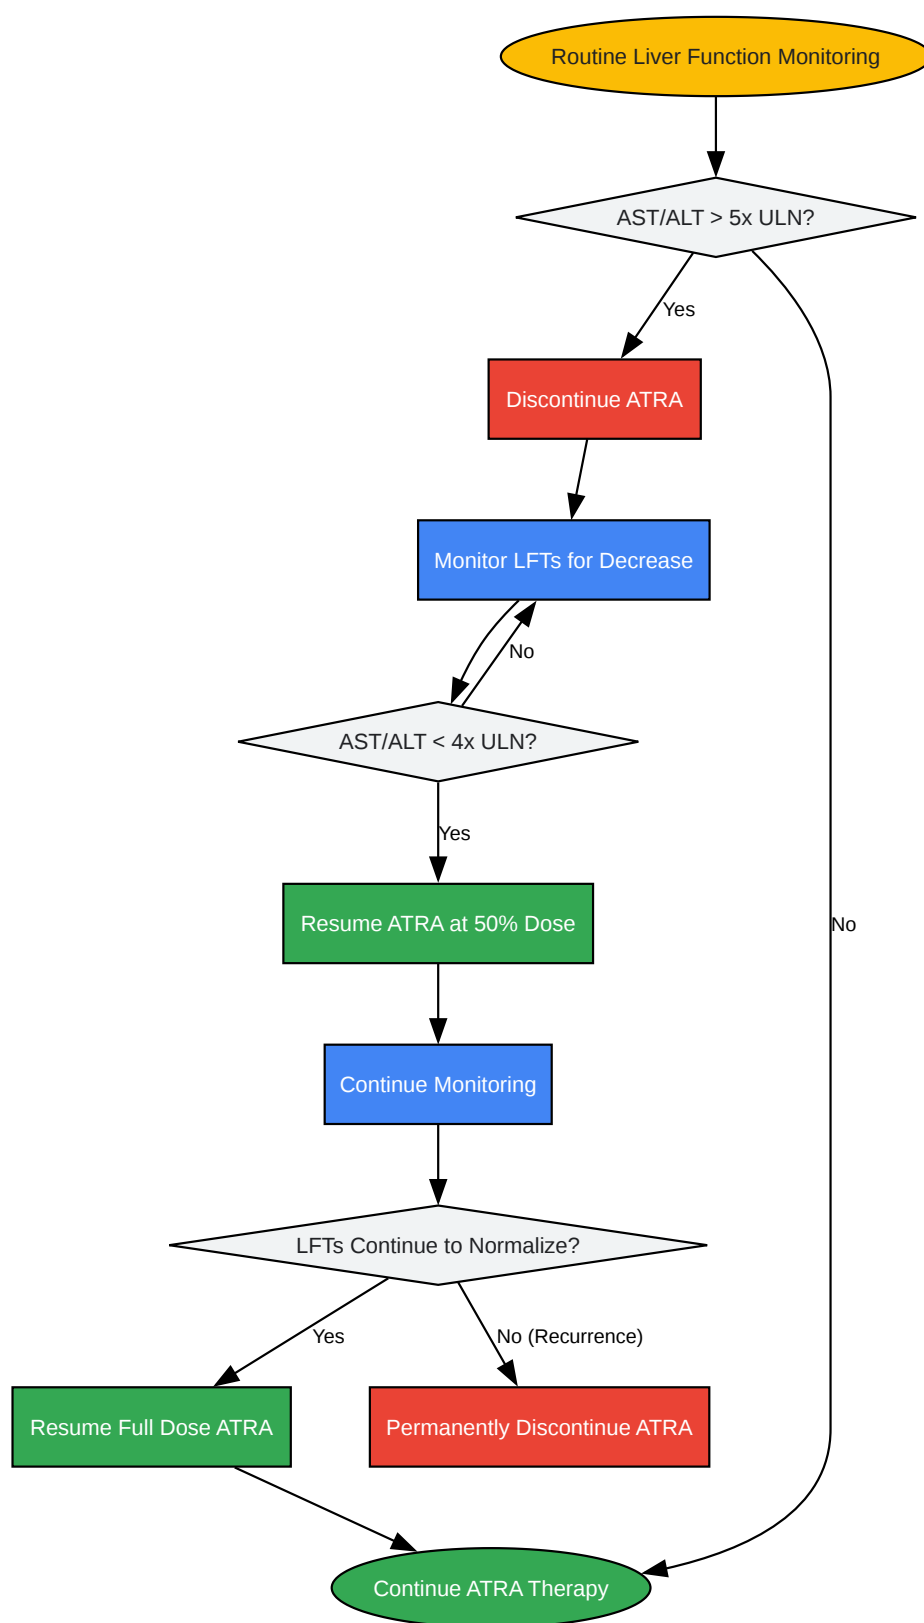 Routine Liver Function Monitoring
AST/ALT > 5x ULN?
Yes
Discontinue ATRA
Monitor LFTs for Decrease
No
AST/ALT < 4x ULN?
Yes
Resume ATRA at 50% Dose
No
Continue Monitoring
LFTs Continue to Normalize?
Yes
No (Recurrence)
Resume Full Dose ATRA
Permanently Discontinue ATRA
Continue ATRA Therapy